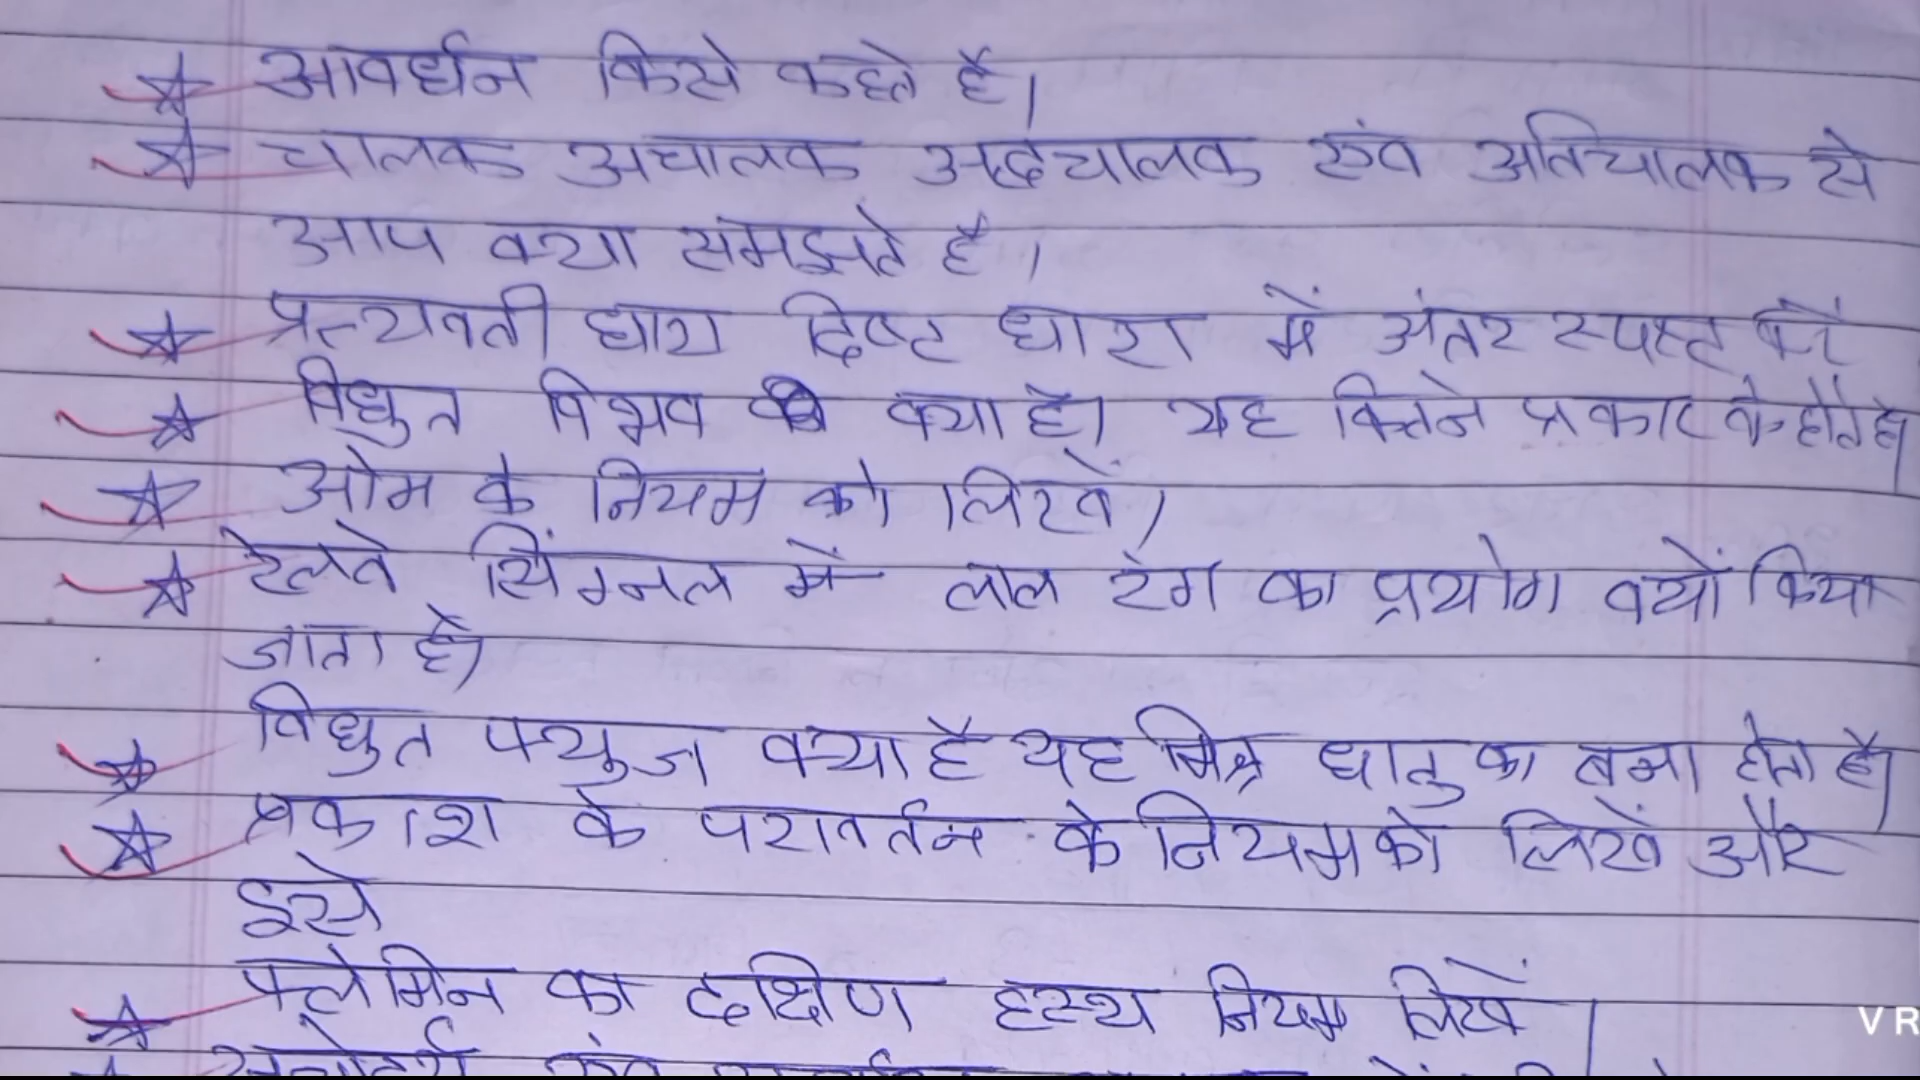 आवर्धन किसे कहते है।
चालक अचालक अर्द्धचालक एंव अतिचालक से
आप क्या समझते है।
प्रत्यावती धारा दिष्ट धारा में अंतर स्पष्ट करें
विधुत विभव क्या है। यह कितने प्रकार के होते है।
ओम के नियम को लिखें।
रेलवे सिंग्नल में लाल रंग का प्रयोग क्यों किया
जाता है।
विधुत फ्युज क्या है यह मिश्र धातु का बना होता है।
प्रकाश के परावर्तन के नियम को लिखें और
इसे
फ्लेमिन का दक्षिण हस्थ नियम लिखें।
VR